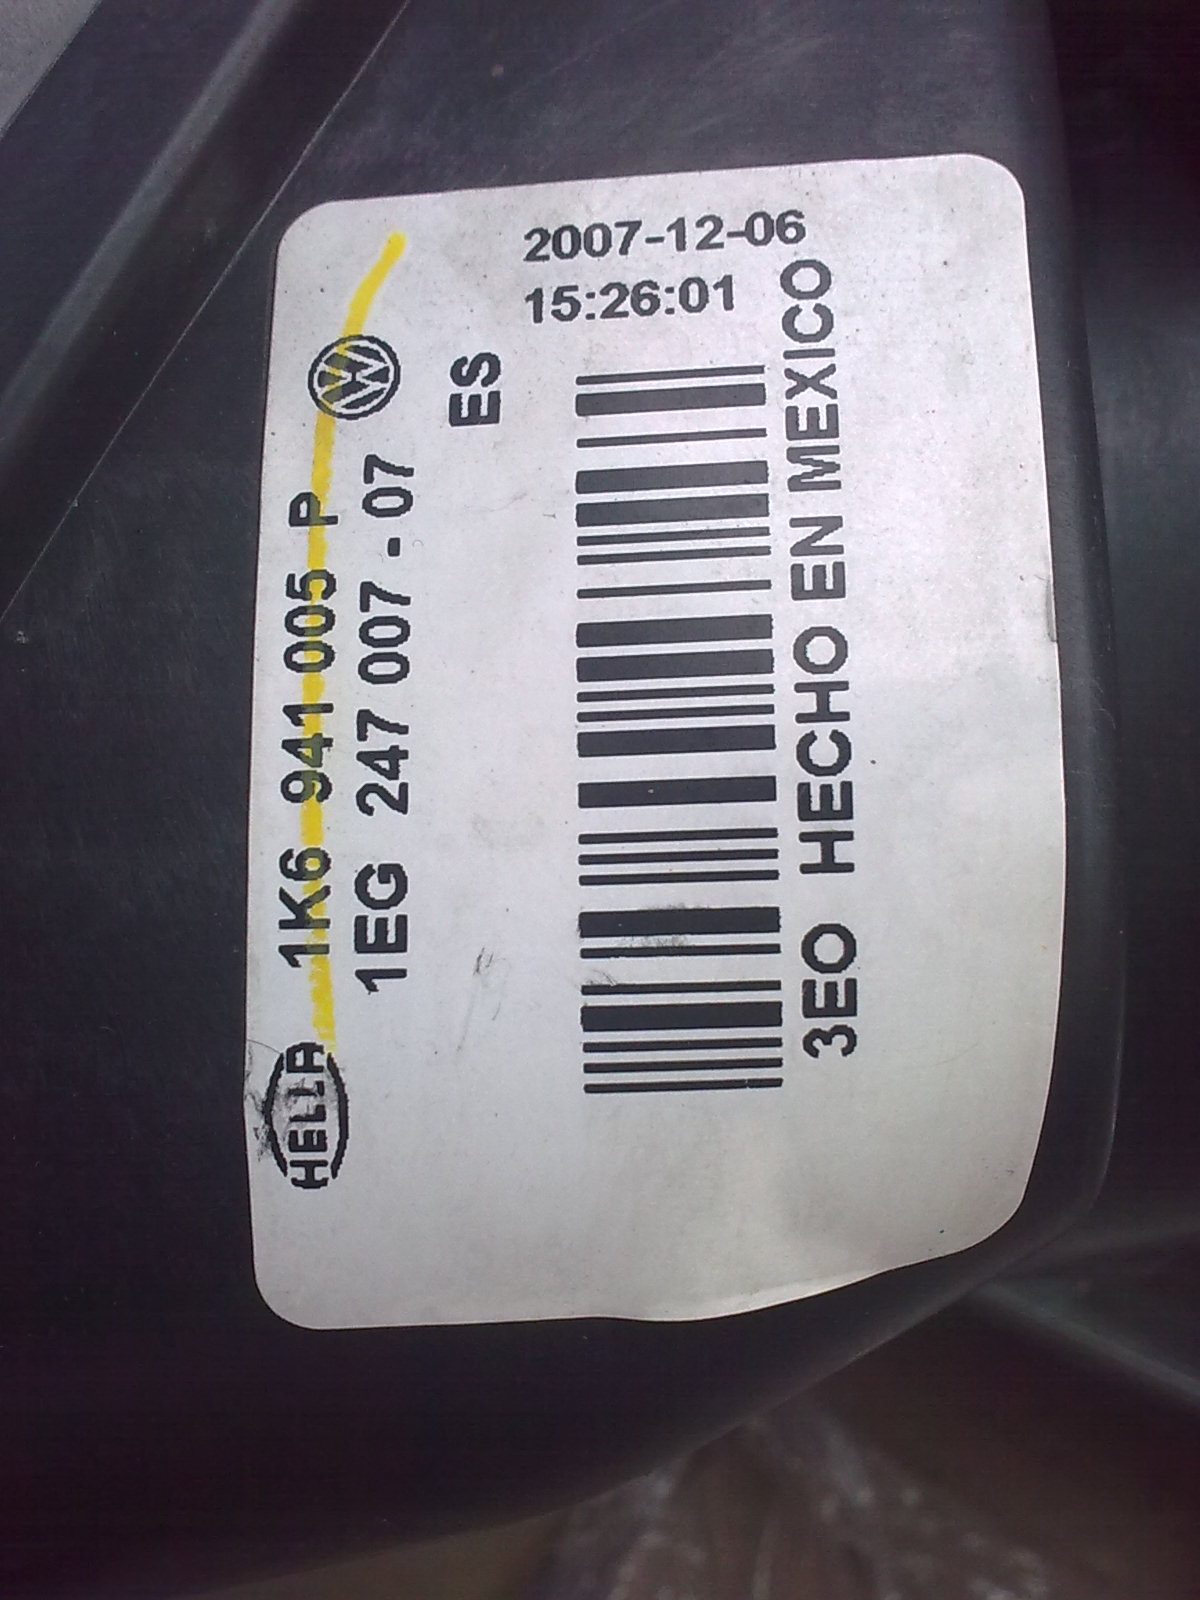 2007-12-06
15:26:01
HELLA 1K6 941 005 P VW
1EG 247 007 - 07
ES
3EO HECHO EN MEXICO